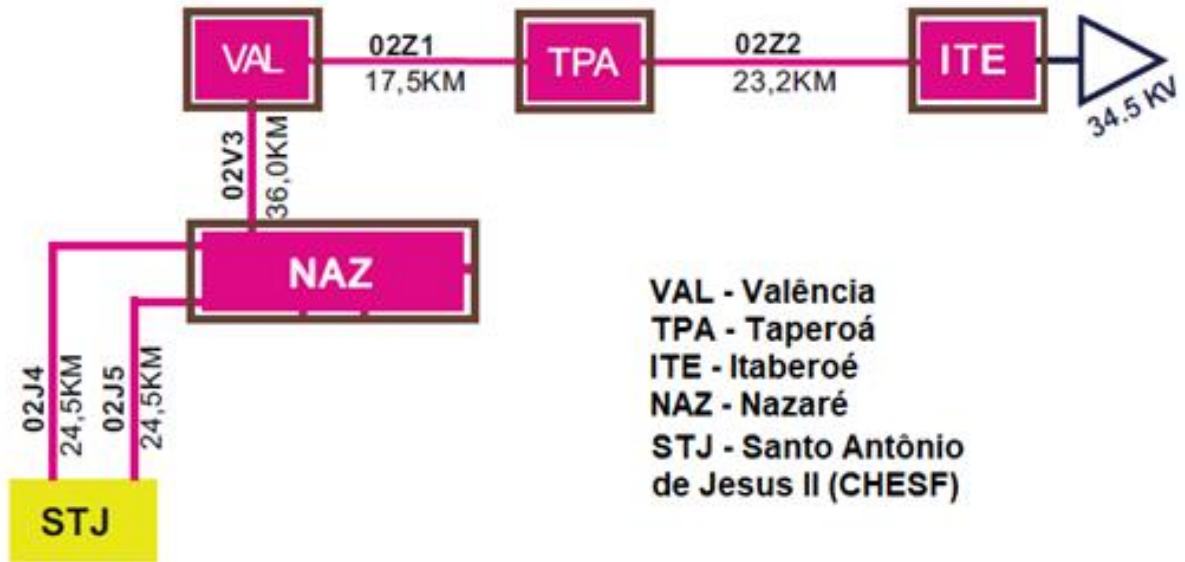 VAL
02Z1
17,5KM
TPA
02Z2
23,2KM
ITE
34.5 KV
02V3
36,0KM
NAZ
02J4
24,5KM
02J5
24,5KM
STJ
VAL - Valência
TPA - Taperoá
ITE - Itaberoé
NAZ - Nazaré
STJ - Santo Antônio
de Jesus II (CHESF)